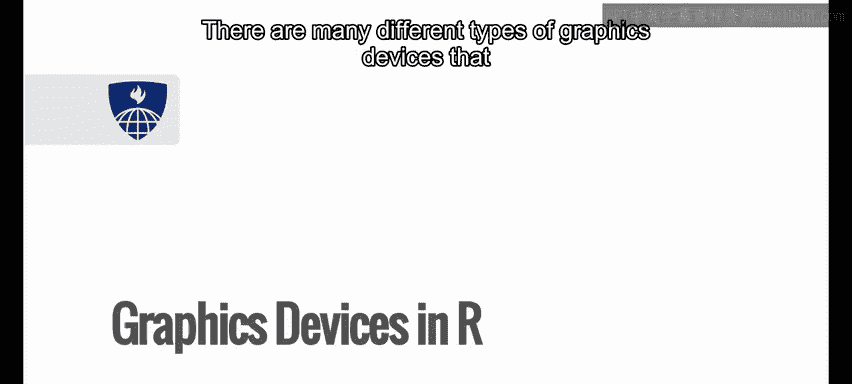 There are many different types of graphics
devices that
Graphics Devices in R